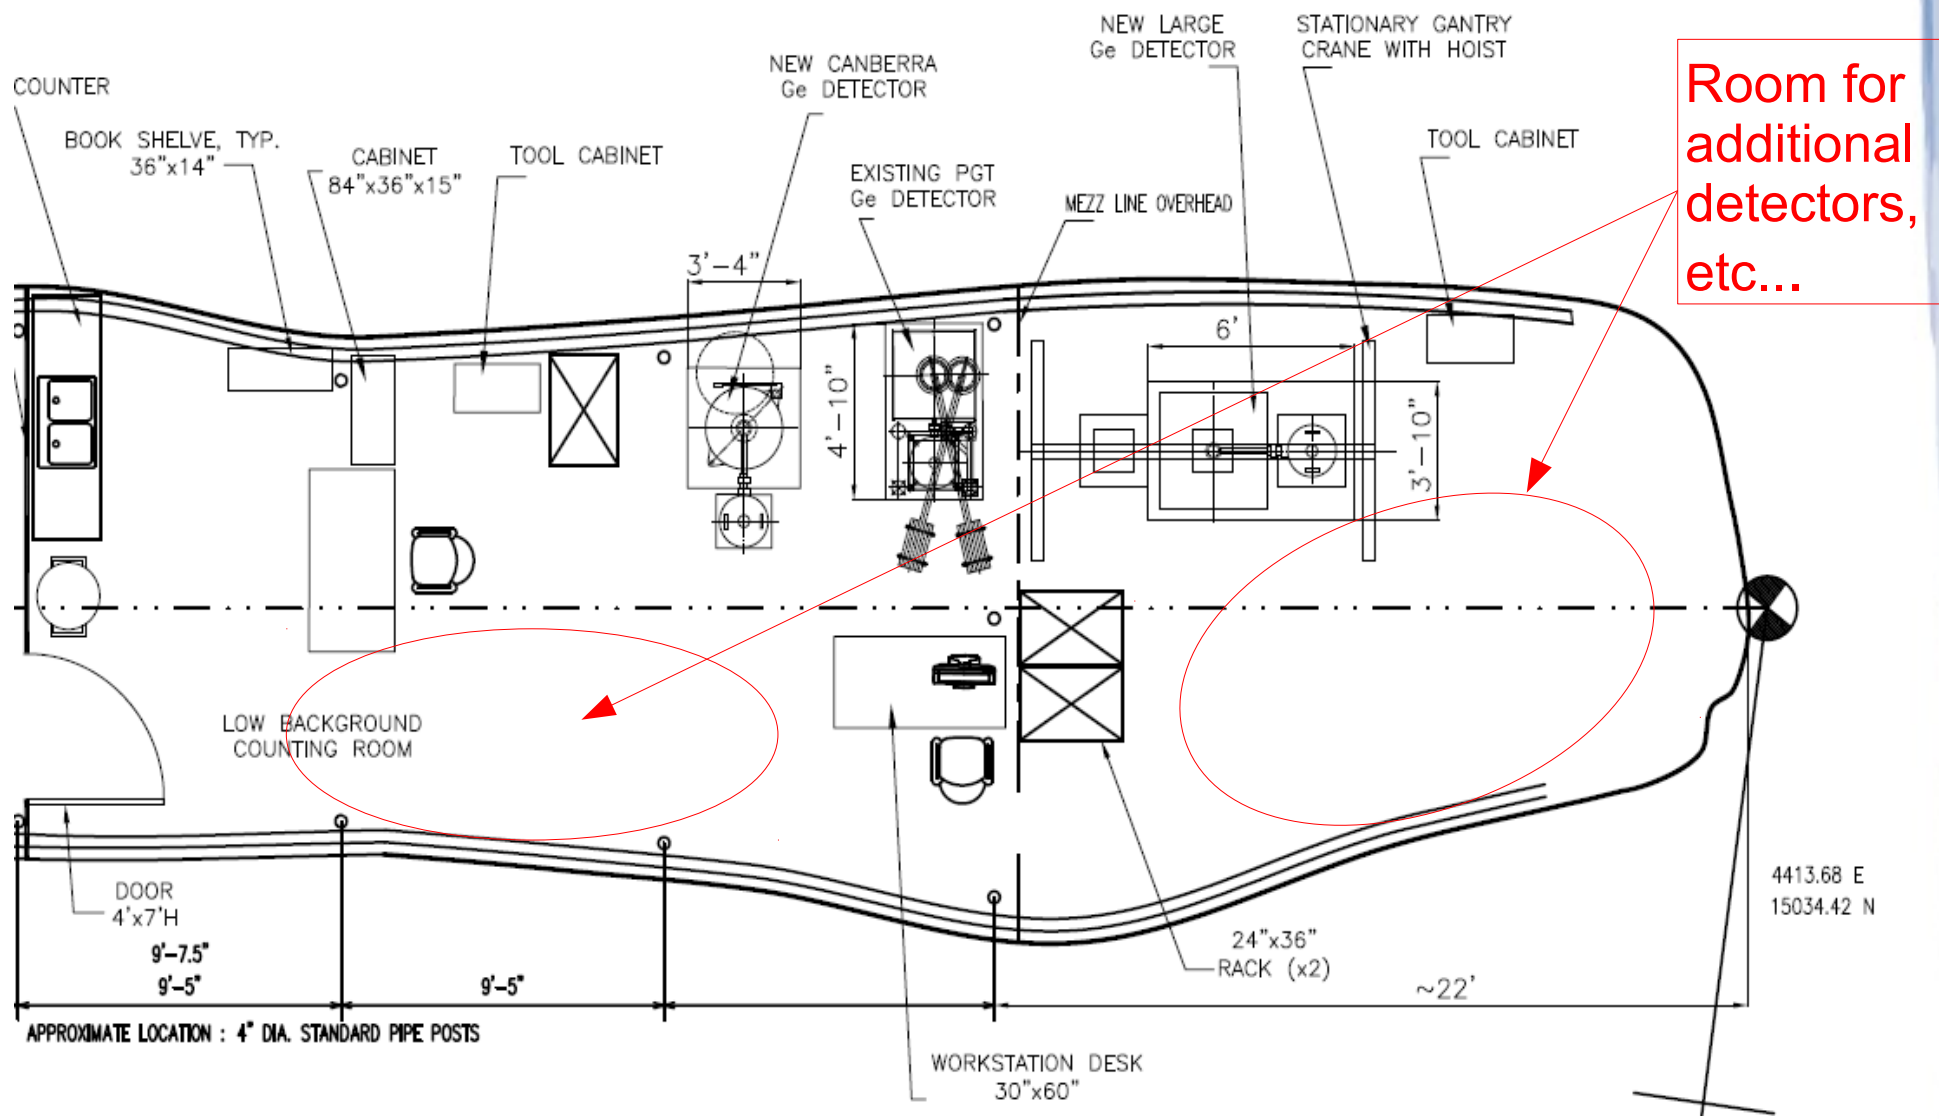 COUNTER
BOOK SHELVE, TYP.
36"x14"
CABINET
84"x36"x15"
TOOL CABINET
NEW CANBERRA
Ge DETECTOR
EXISTING PGT
Ge DETECTOR
NEW LARGE
Ge DETECTOR
STATIONARY GANTRY
CRANE WITH HOIST
MEZZ LINE OVERHEAD
TOOL CABINET
Room for
additional
detectors,
etc...
3'-4"
4'-10"
6'
3'-10"
LOW BACKGROUND
COUNTING ROOM
DOOR
4'x7'H
9'-7.5"
9'-5"
9'-5"
24"x36"
RACK (x2)
~22'
4413.68 E
15034.42 N
APPROXIMATE LOCATION : 4" DIA. STANDARD PIPE POSTS
WORKSTATION DESK
30"x60"